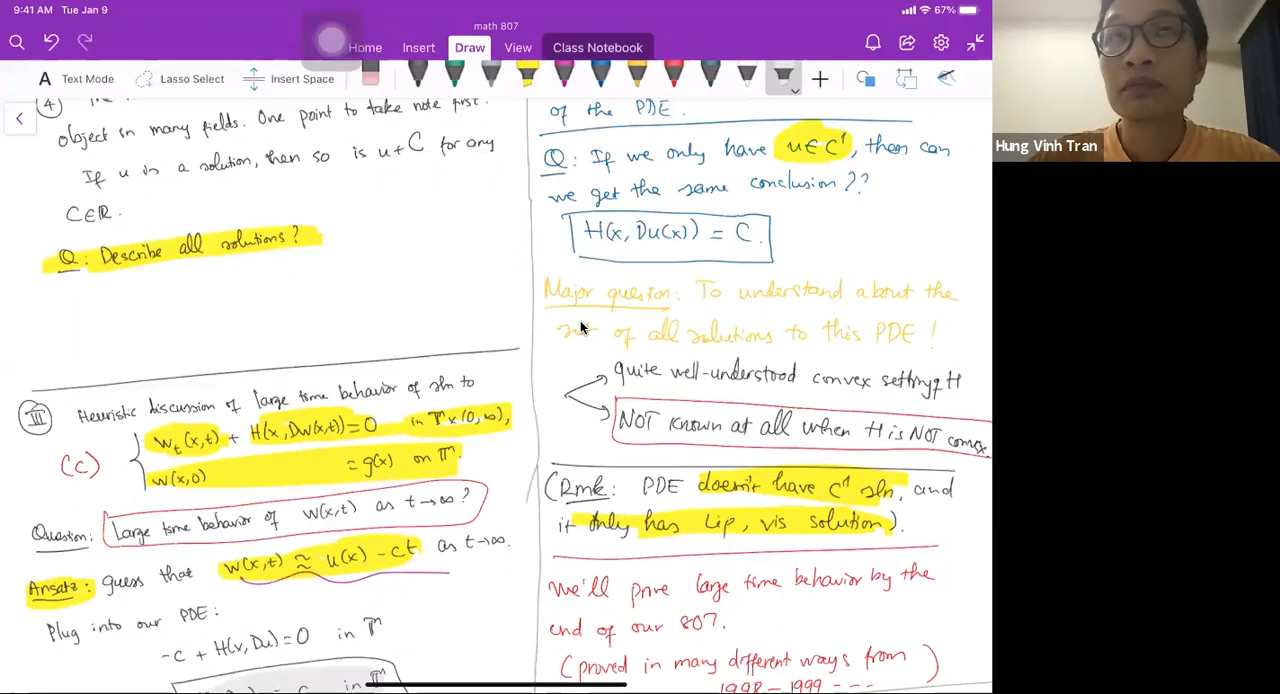 9:41 AM Tue Jan 9
math 807
67%
Home Insert Draw View Class Notebook
A Text Mode Lasso Select Insert Space
Hung Vinh Tran
4
object in many fields. One point to take note first:
If u is a solution, then so is u+C for any
C∈ℝ.
Q: Describe all solutions?
III Heuristic discussion of large time behavior of sln to
(C) { w_t(x,t) + H(x,Dw(x,t))=0 in 𝕋ⁿ×(0,∞),
w(x,0) =g(x) on 𝕋ⁿ.
Question: large time behavior of w(x,t) as t→∞?
Ansatz: guess that w(x,t) ≈ u(x) - ct as t→∞.
Plug into our PDE:
-c + H(x,Du)=0 in 𝕋ⁿ
in 𝕋ⁿ
of the PDE.
Q: If we only have u∈C¹, then can
we get the same conclusion??
H(x, Du(x)) = C.
Major question: To understand about the
set of all solutions to this PDE!
quite well-understood convex setting H
NOT Known at all when H is NOT convex
(Rmk: PDE doesn't have C¹ sln, and
it only has Lip, vis solution).
We'll prove large time behavior by the
end of our 807.
(proved in many different ways from
1998-1999 ---)